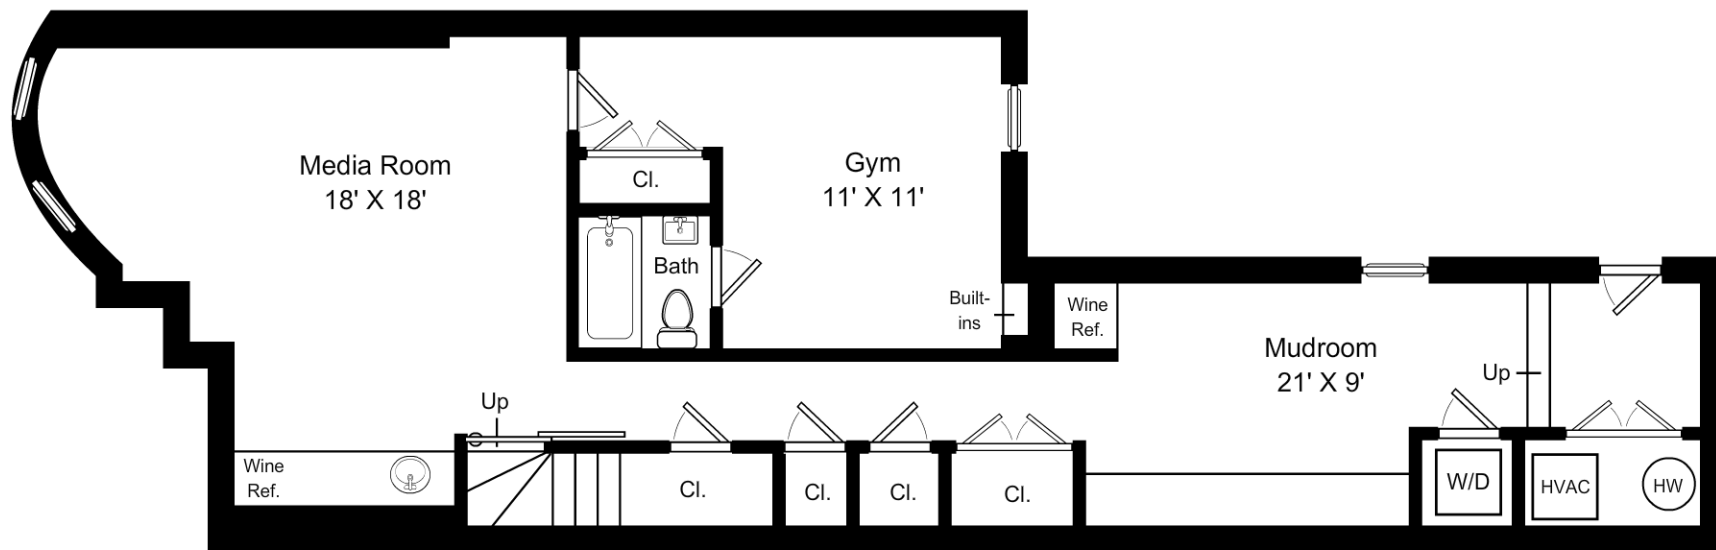 Media Room
18' X 18'
Cl.
Gym
11' X 11'
Bath
Built-
ins
Wine
Ref.
Mudroom
21' X 9'
Up
Up
Wine
Ref.
Cl.
Cl.
Cl.
Cl.
W/D
HVAC
HW